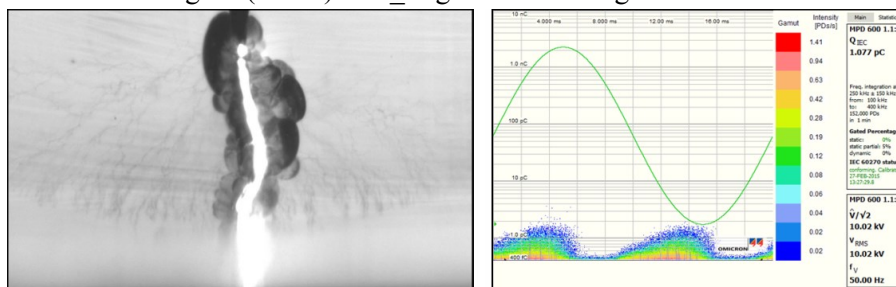 10 nC
4.000 ms
8.000 ms
12.00 ms
16.00 ms
1.0 nC
100 pC
10 pC
1.0 pC
400 fC
OMICRON
Gamut
Intensity
[PDs/s]
1.41
0.94
0.63
0.42
0.28
0.19
0.12
0.08
0.06
0.04
0.02
0.02
Main
MPD 600 1.1:
Q IEC
1.077 pC
Freq. integration at
250 kHz ± 150 kHz
from: 100 kHz
to: 400 kHz
152,000 PDs
in 1 min
Gated Percentag
static: 0%
static partial: 5%
dynamic 0%
IEC 60270 statu
conforming. Calibra
27-FEB-2015
13:27:29.8
MPD 600 1.1:
V̂/√2
10.02 kV
V RMS
10.02 kV
f V
50.00 Hz